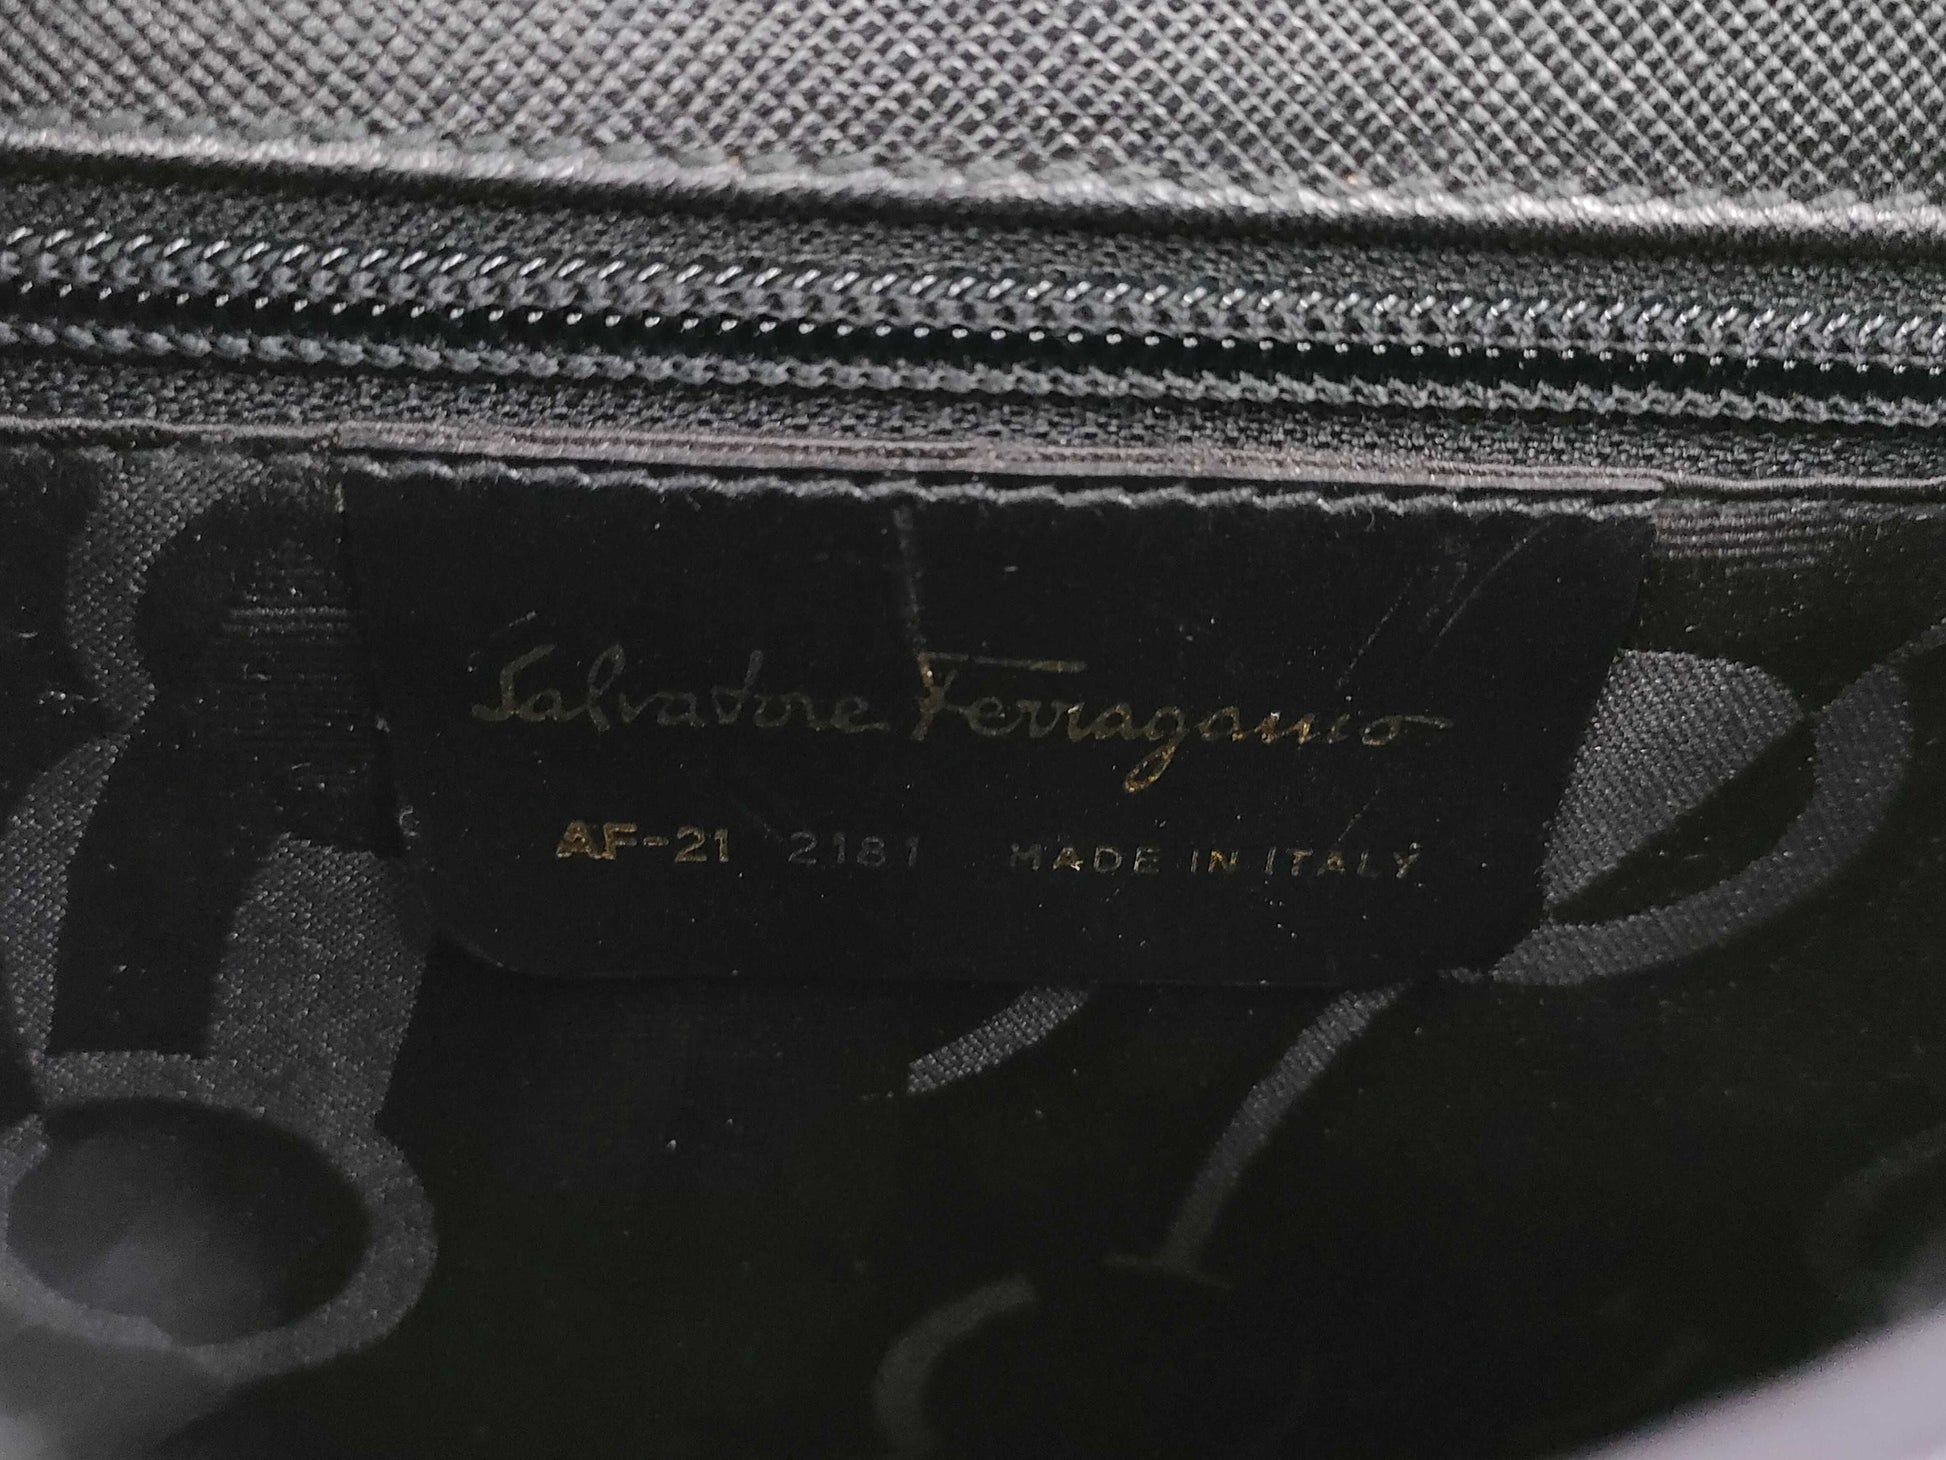 Salvatore Ferragamo
AF-21 2181 MADE IN ITALY